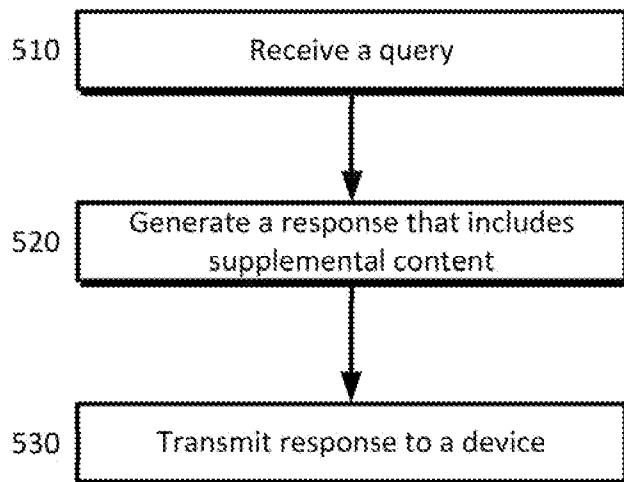 510 Receive a query
520 Generate a response that includes
supplemental content
530 Transmit response to a device